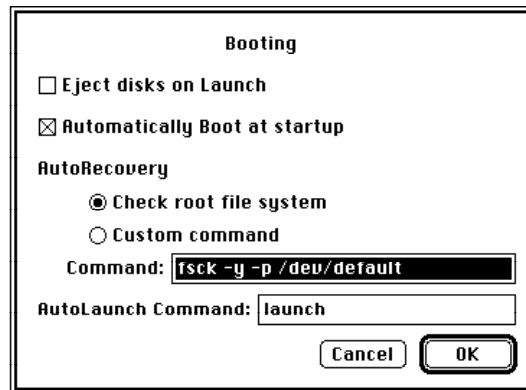 Booting
Eject disks on Launch
Automatically Boot at startup
AutoRecovery
Check root file system
Custom command
Command: fsck -y -p /dev/default
AutoLaunch Command: launch
Cancel OK